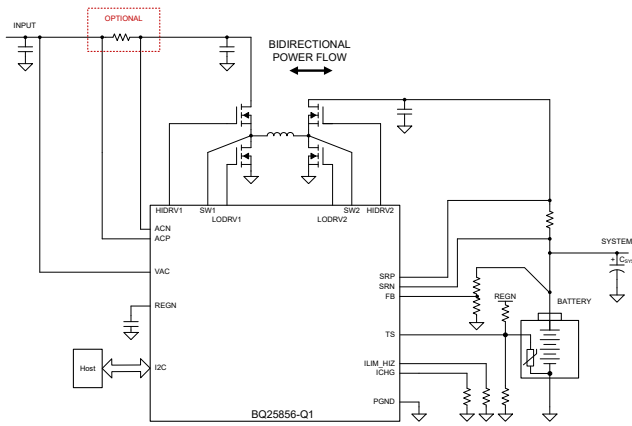 OPTIONAL
INPUT
BIDIRECTIONAL
POWER FLOW
HIDRV1
SW1
LODRV1
LODRV2
SW2
HIDRV2
ACN
ACP
VAC
REGN
Host
I2C
SRP
SRN
FB
TS
ILIM_HIZ
ICHG
PGND
REGN
SYSTEM
+ CSYS
BATTERY
BQ25856-Q1